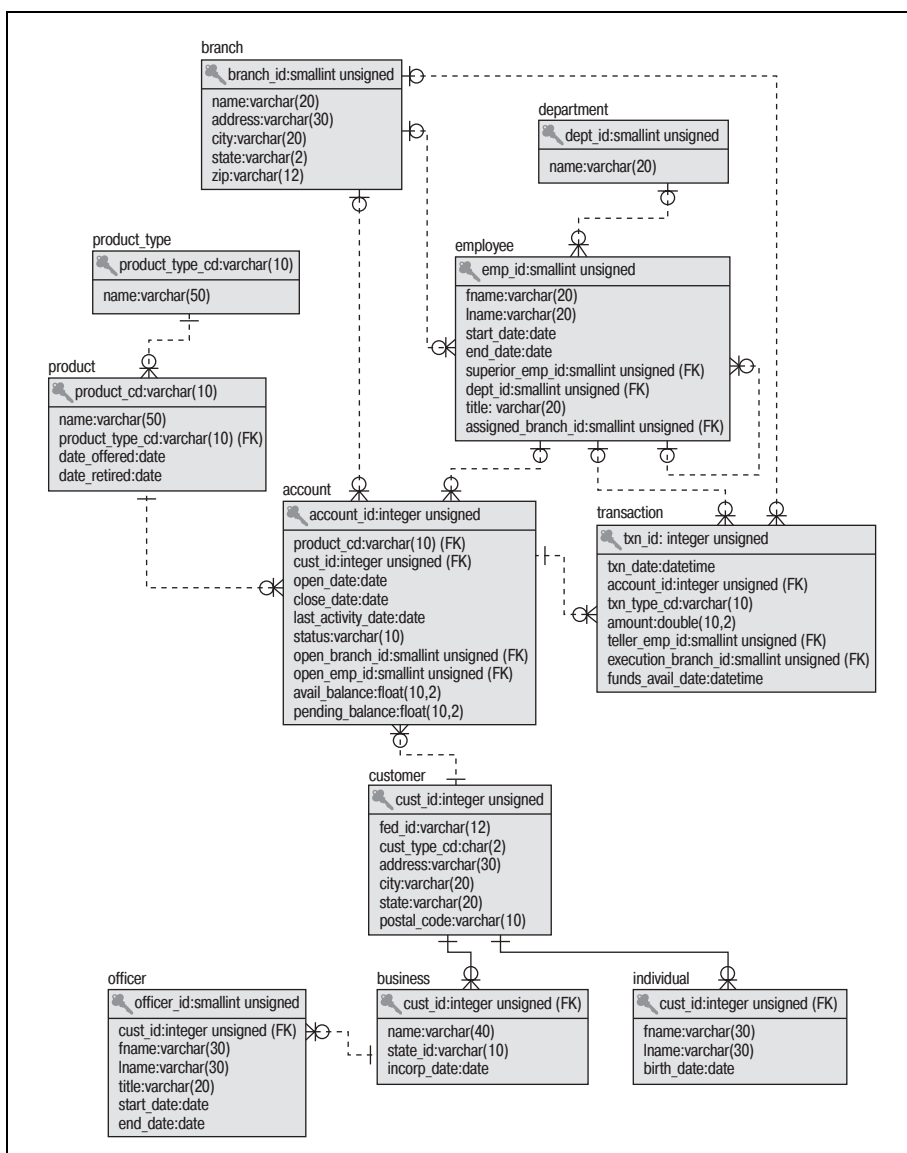 branch
branch_id:smallint unsigned
name:varchar(20)
address:varchar(30)
city:varchar(20)
state:varchar(2)
zip:varchar(12)
department
dept_id:smallint unsigned
name:varchar(20)
product_type
product_type_cd:varchar(10)
name:varchar(50)
employee
emp_id:smallint unsigned
fname:varchar(20)
lname:varchar(20)
start_date:date
end_date:date
superior_emp_id:smallint unsigned (FK)
dept_id:smallint unsigned (FK)
title: varchar(20)
assigned_branch_id:smallint unsigned (FK)
product
product_cd:varchar(10)
name:varchar(50)
product_type_cd:varchar(10) (FK)
date_offered:date
date_retired:date
account
account_id:integer unsigned
product_cd:varchar(10) (FK)
cust_id:integer unsigned (FK)
open_date:date
close_date:date
last_activity_date:date
status:varchar(10)
open_branch_id:smallint unsigned (FK)
open_emp_id:smallint unsigned (FK)
avail_balance:float(10,2)
pending_balance:float(10,2)
transaction
txn_id: integer unsigned
txn_date:datetime
account_id:integer unsigned (FK)
txn_type_cd:varchar(10)
amount:double(10,2)
teller_emp_id:smallint unsigned (FK)
execution_branch_id:smallint unsigned (FK)
funds_avail_date:datetime
customer
cust_id:integer unsigned
fed_id:varchar(12)
cust_type_cd:char(2)
address:varchar(30)
city:varchar(20)
state:varchar(20)
postal_code:varchar(10)
officer
officer_id:smallint unsigned
cust_id:integer unsigned (FK)
fname:varchar(30)
lname:varchar(30)
title:varchar(20)
start_date:date
end_date:date
business
cust_id:integer unsigned (FK)
name:varchar(40)
state_id:varchar(10)
incorp_date:date
individual
cust_id:integer unsigned (FK)
fname:varchar(30)
lname:varchar(30)
birth_date:date